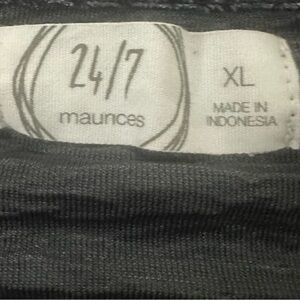 24/7
maurices
XL
MADE IN
INDONESIA